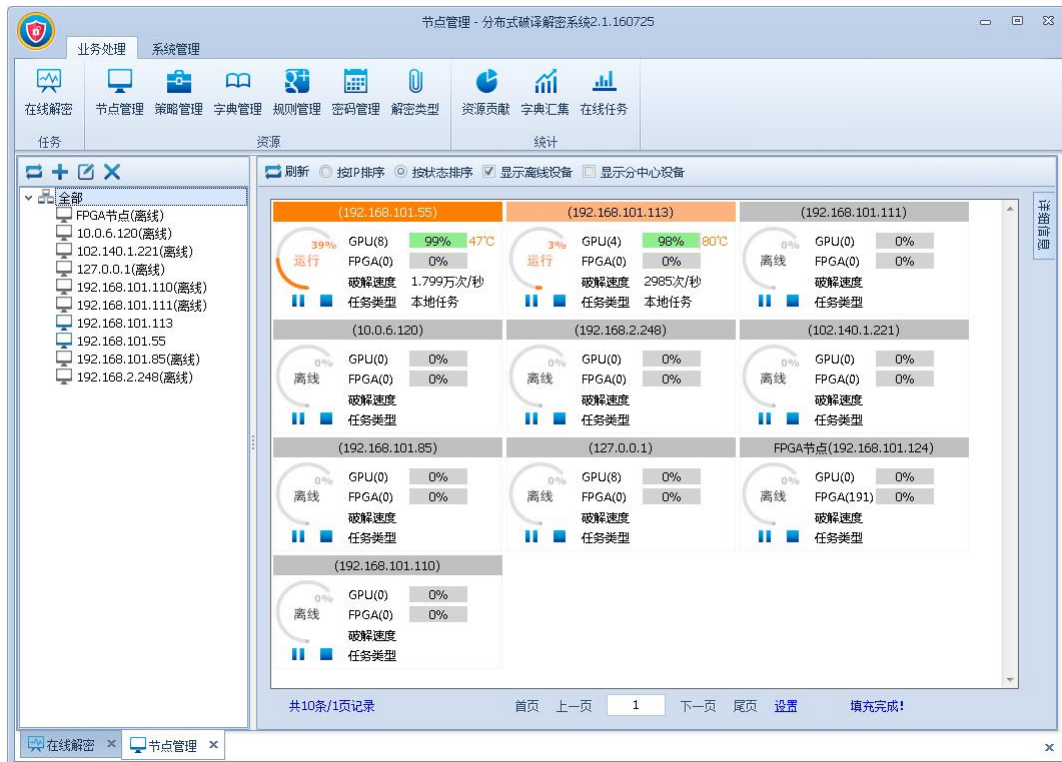 节点管理 - 分布式破译解密系统2.1.160725
业务处理 系统管理
在线解密 节点管理 策略管理 字典管理 规则管理 密码管理 解密类型 资源贡献 字典汇集 在线任务
任务 资源 统计
刷新 按IP排序 按状态排序 显示离线设备 显示分中心设备
全部
FPGA节点(离线)
10.0.6.120(离线)
102.140.1.221(离线)
127.0.0.1(离线)
192.168.101.110(离线)
192.168.101.111(离线)
192.168.101.113
192.168.101.55
192.168.101.85(离线)
192.168.2.248(离线)
(192.168.101.55)
39%
运行
GPU(8) 99% 47℃
FPGA(0) 0%
破解速度 1.799万次/秒
任务类型 本地任务
(192.168.101.113)
3%
运行
GPU(4) 98% 80℃
FPGA(0) 0%
破解速度 2985次/秒
任务类型 本地任务
(192.168.101.111)
0%
离线
GPU(0) 0%
FPGA(0) 0%
破解速度
任务类型
(10.0.6.120)
0%
离线
GPU(0) 0%
FPGA(0) 0%
破解速度
任务类型
(192.168.2.248)
0%
离线
GPU(0) 0%
FPGA(0) 0%
破解速度
任务类型
(102.140.1.221)
0%
离线
GPU(0) 0%
FPGA(0) 0%
破解速度
任务类型
(192.168.101.85)
0%
离线
GPU(0) 0%
FPGA(0) 0%
破解速度
任务类型
(127.0.0.1)
0%
离线
GPU(8) 0%
FPGA(0) 0%
破解速度
任务类型
FPGA节点(192.168.101.124)
0%
离线
GPU(0) 0%
FPGA(191) 0%
破解速度
任务类型
(192.168.101.110)
0%
离线
GPU(0) 0%
FPGA(0) 0%
破解速度
任务类型
详细信息
共10条/1页记录 首页 上一页 1 下一页 尾页 设置 填充完成!
在线解密 节点管理